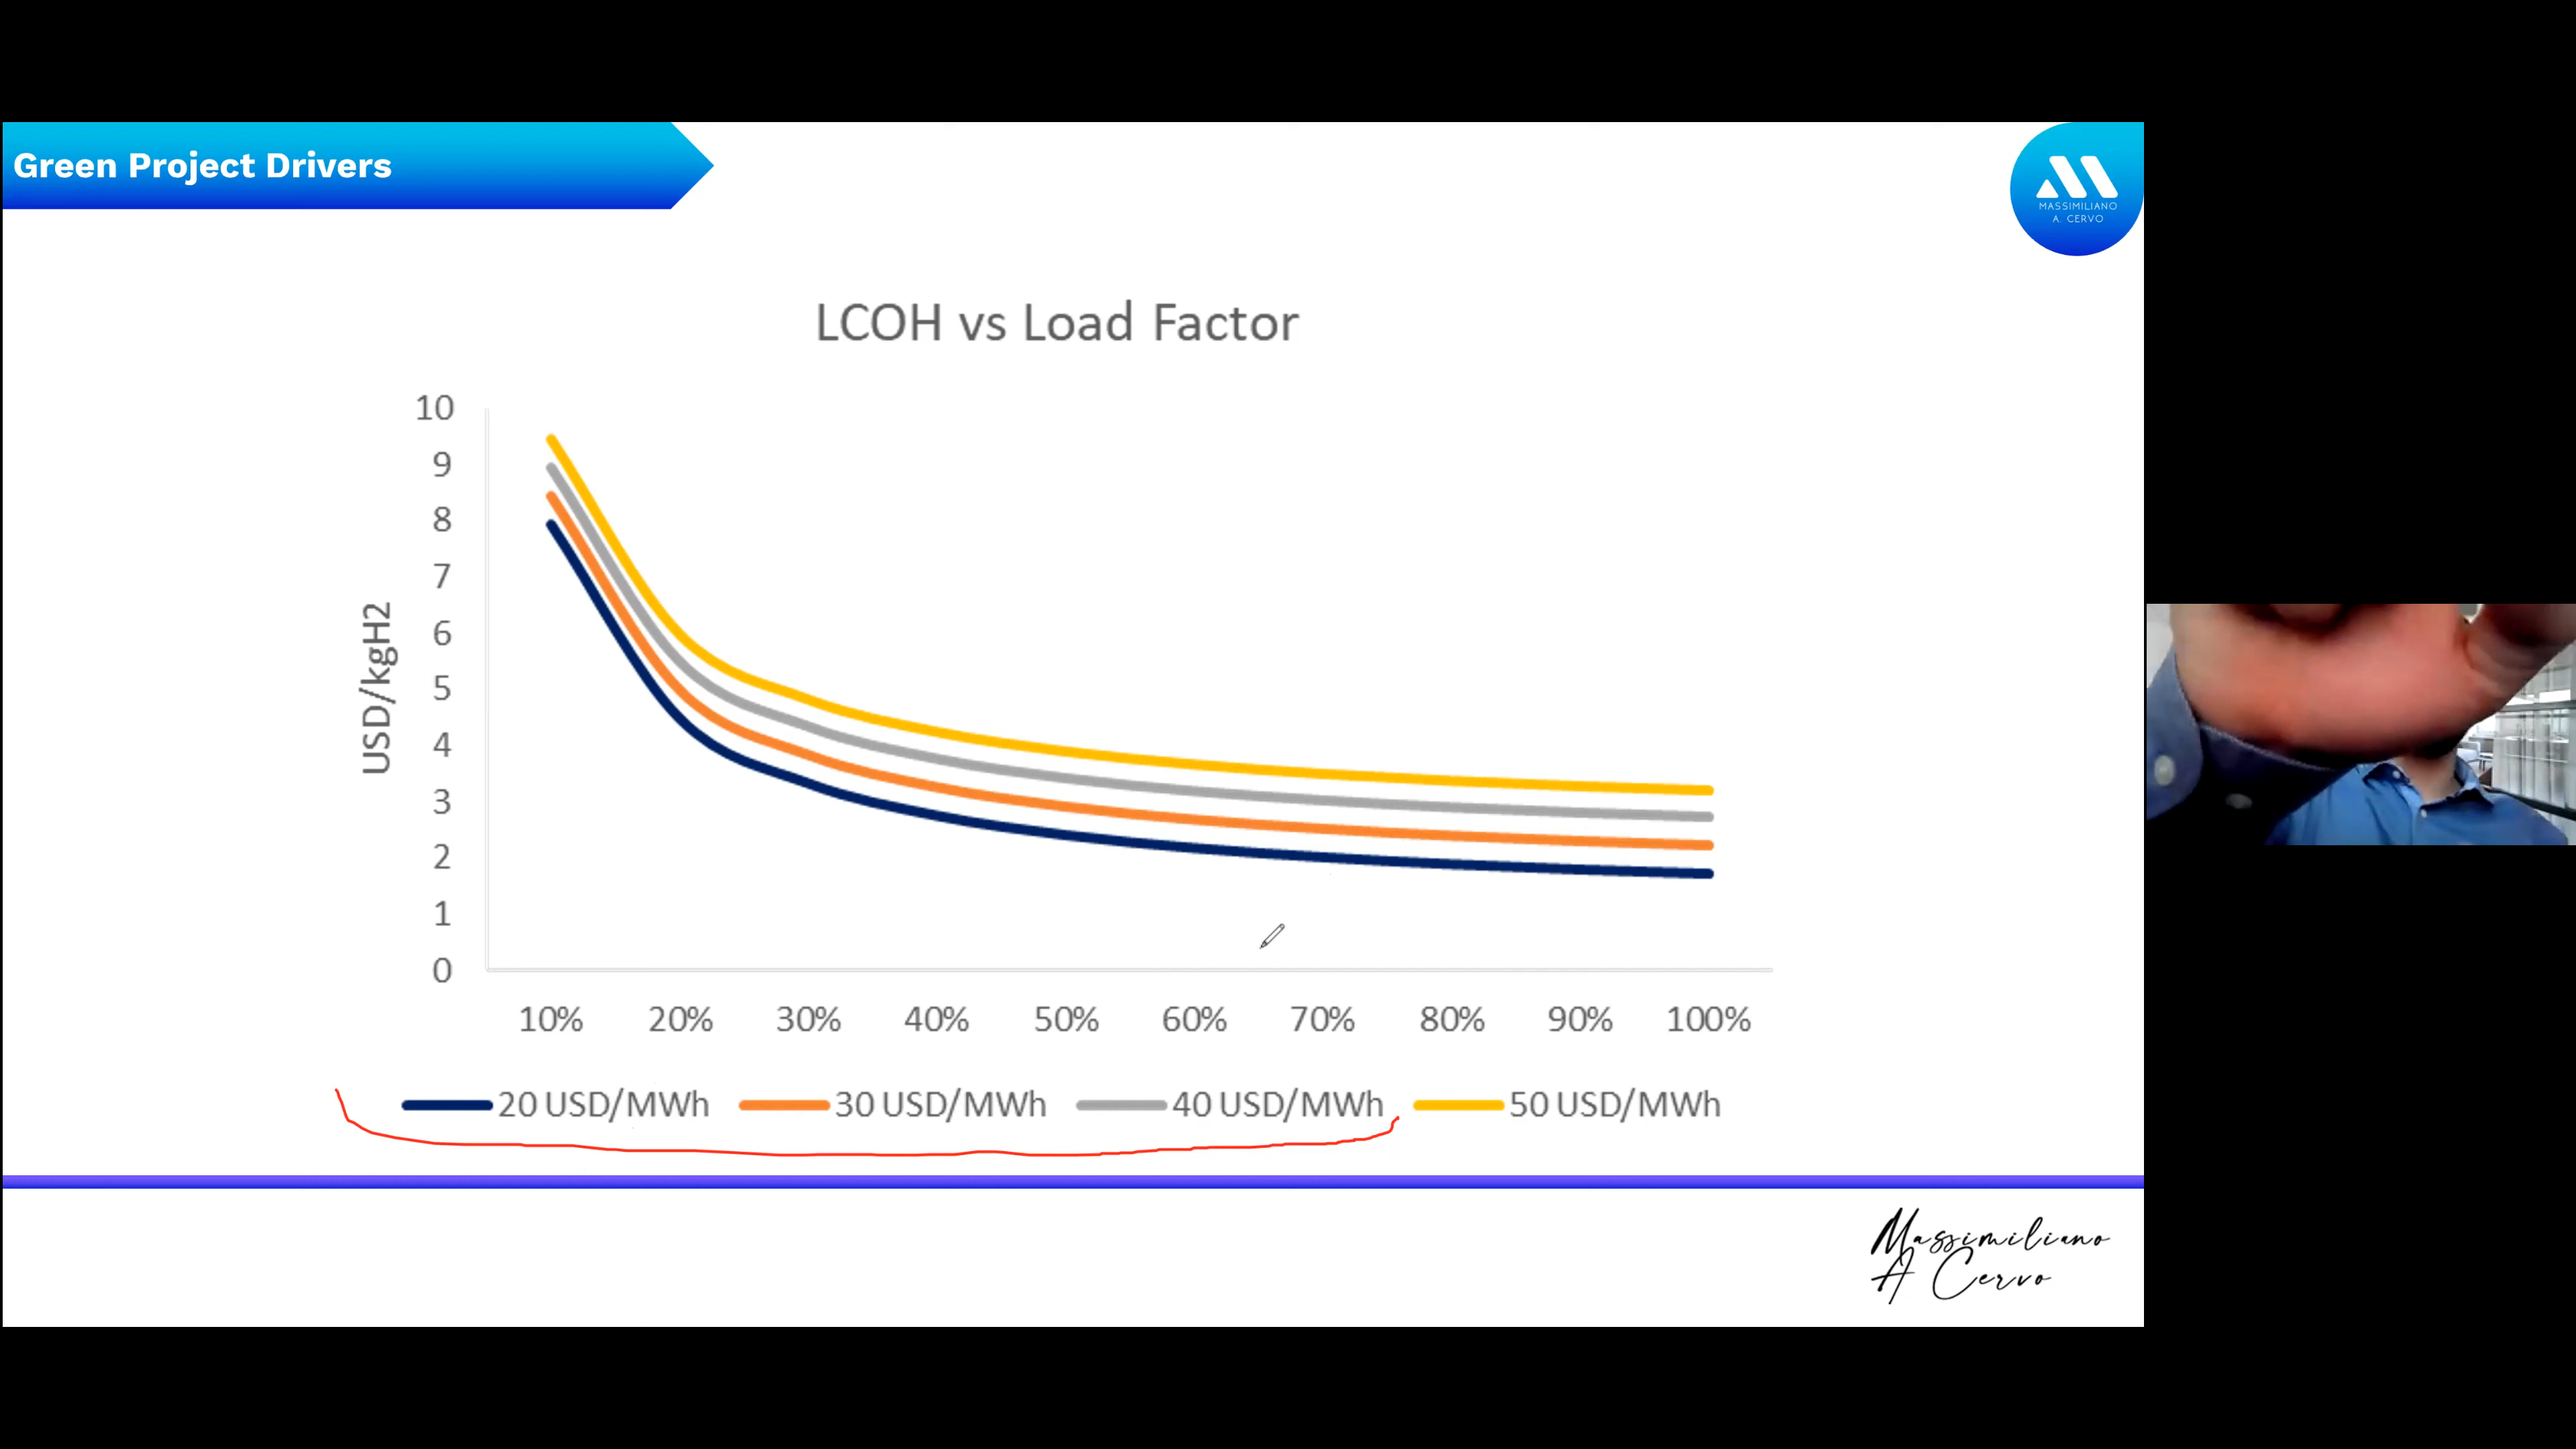 Green Project Drivers
MASSIMILIANO
A. CERVO
LCOH vs Load Factor
10
9
8
7
6
5
4
3
2
1
0
USD/kgH2
10% 20% 30% 40% 50% 60% 70% 80% 90% 100%
20 USD/MWh 30 USD/MWh 40 USD/MWh 50 USD/MWh
Massimiliano
A Cervo